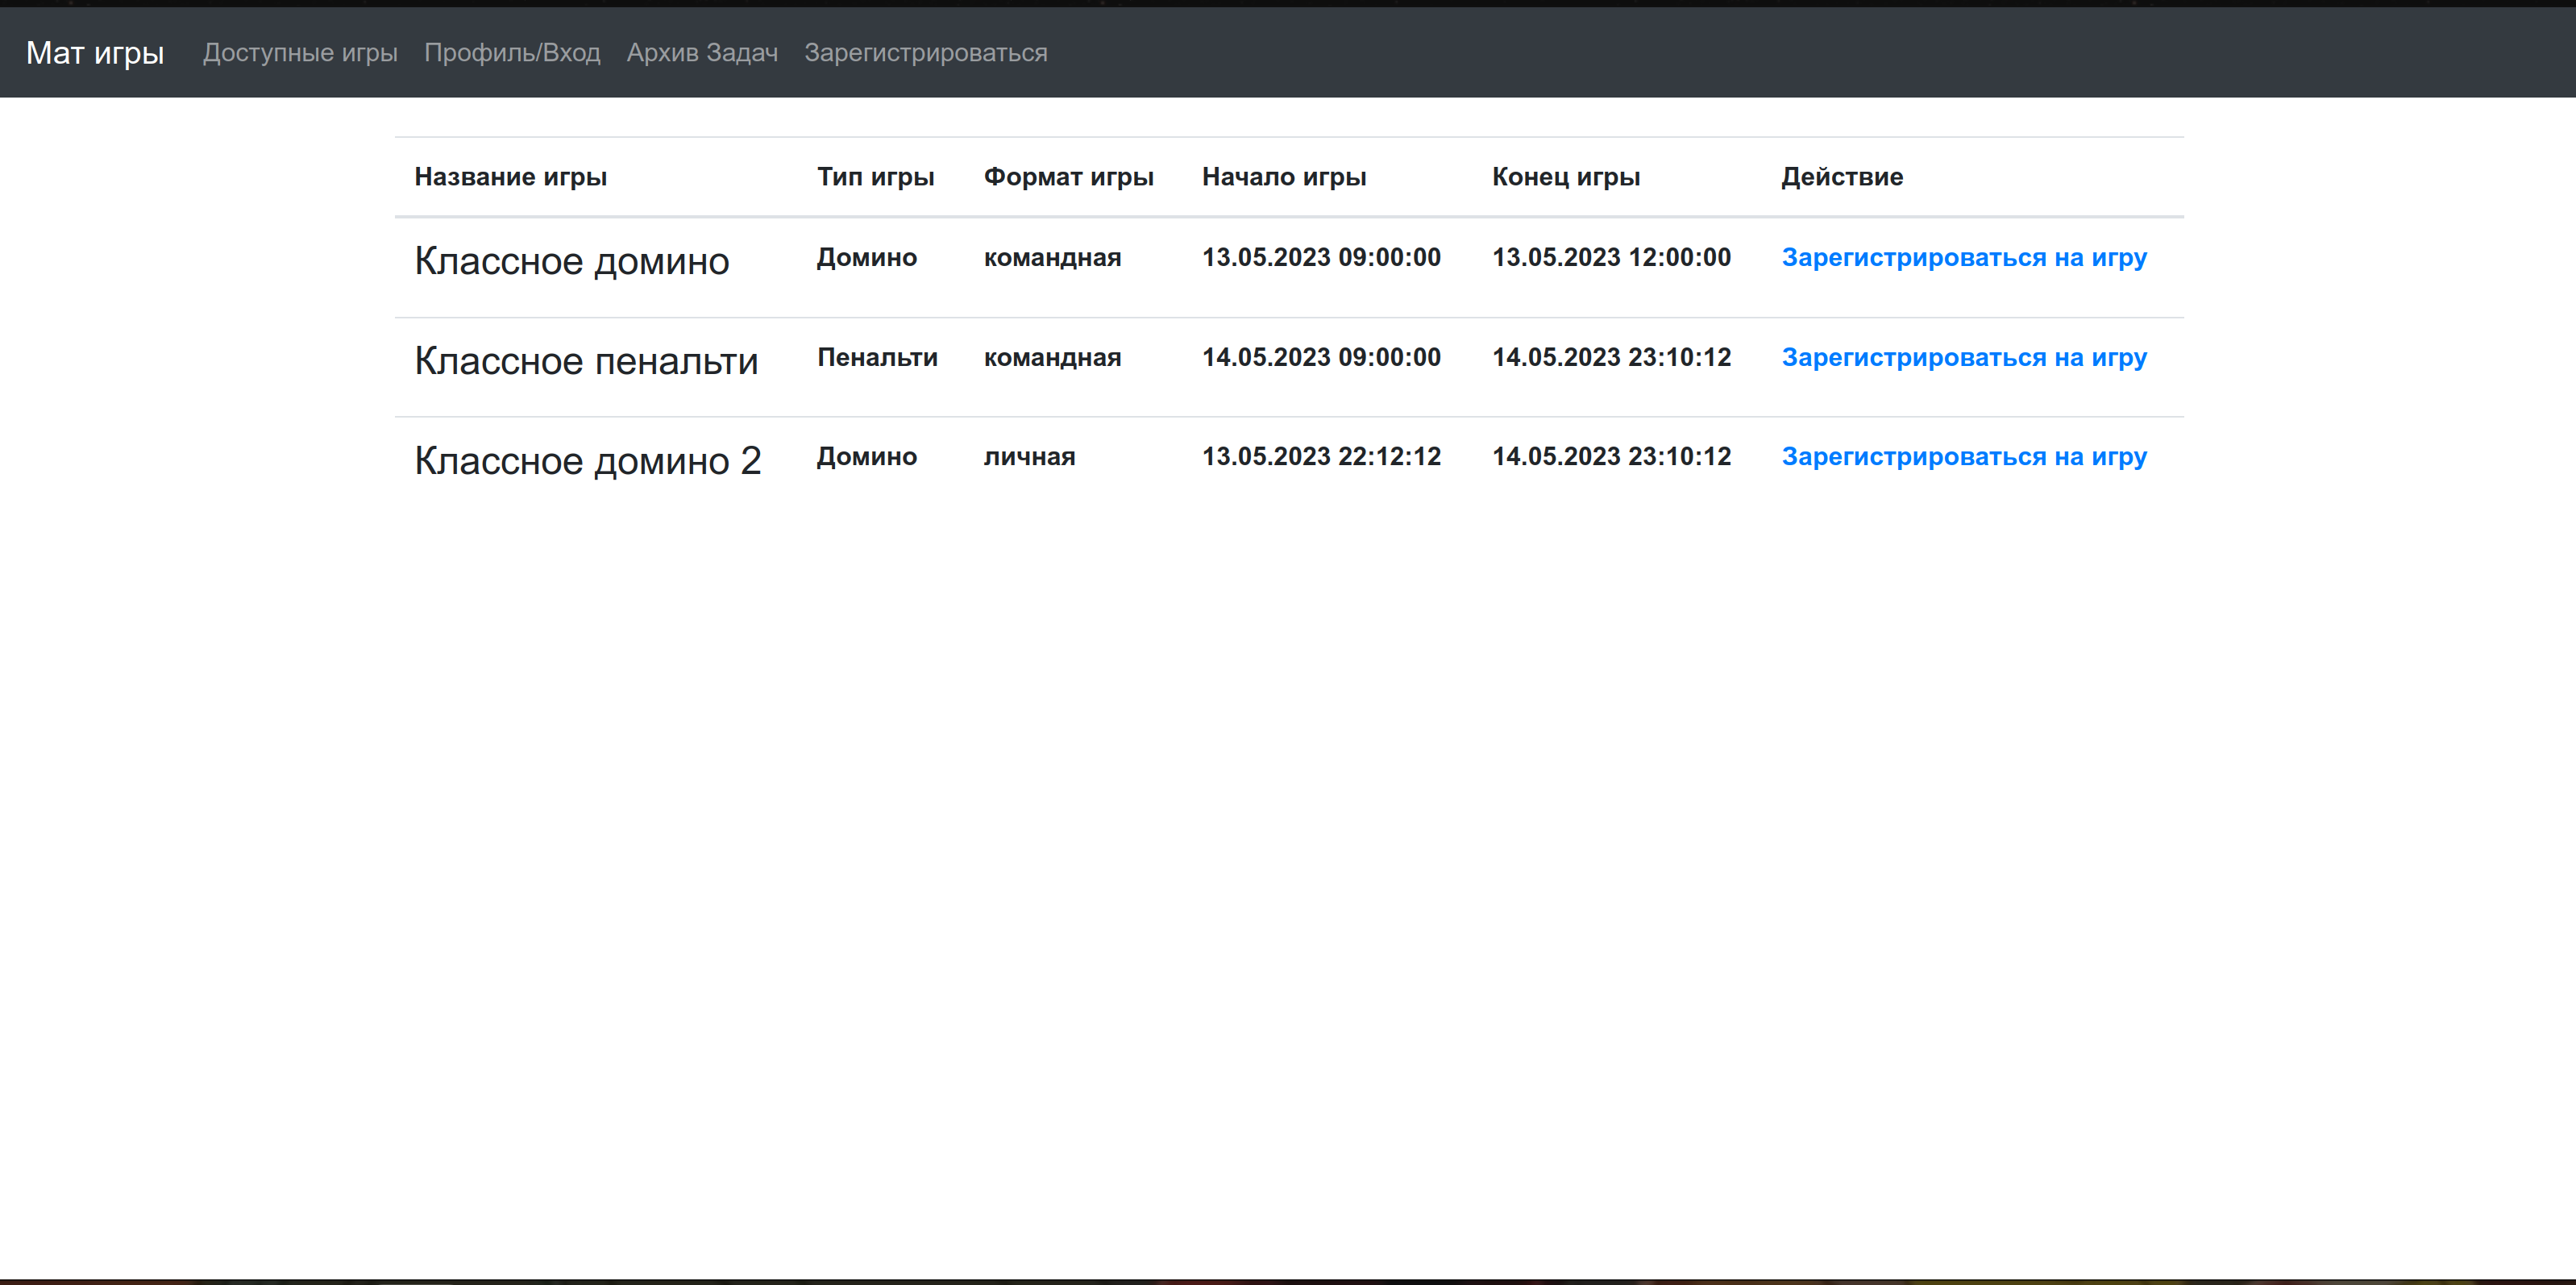 Мат игры Доступные игры Профиль/Вход Архив Задач Зарегистрироваться
Название игры Тип игры Формат игры Начало игры Конец игры Действие
Классное домино Домино командная 13.05.2023 09:00:00 13.05.2023 12:00:00 Зарегистрироваться на игру
Классное пенальти Пенальти командная 14.05.2023 09:00:00 14.05.2023 23:10:12 Зарегистрироваться на игру
Классное домино 2 Домино личная 13.05.2023 22:12:12 14.05.2023 23:10:12 Зарегистрироваться на игру